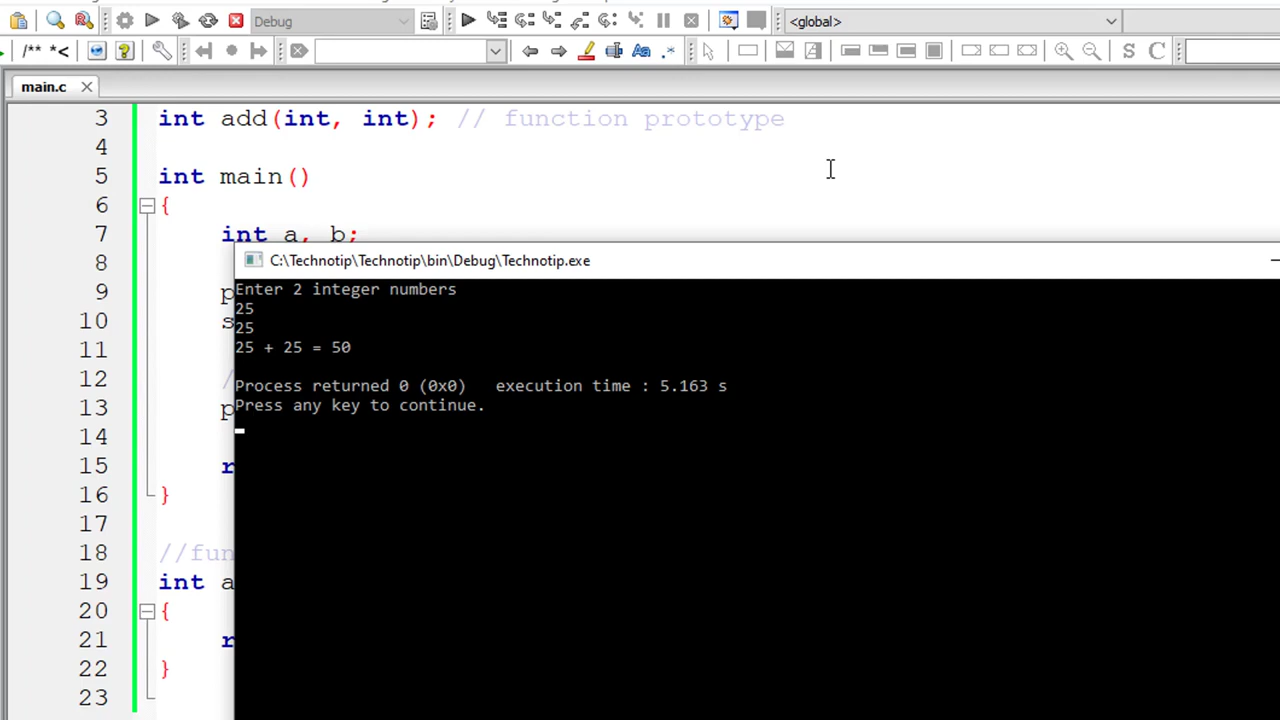 Debug
<global>
/** *<
Aa
.*
S C
main.c
3 int add(int, int); // function prototype
4
5 int main()
6 {
7 int a, b;
C:\Technotip\Technotip\bin\Debug\Technotip.exe
8
Enter 2 integer numbers
9 p
25
10 s
25
11
25 + 25 = 50
12 /
Process returned 0 (0x0) execution time : 5.163 s
13 p
Press any key to continue.
14
15 r
16 }
17
18 //fun
19 int a
20 {
21 r
22 }
23